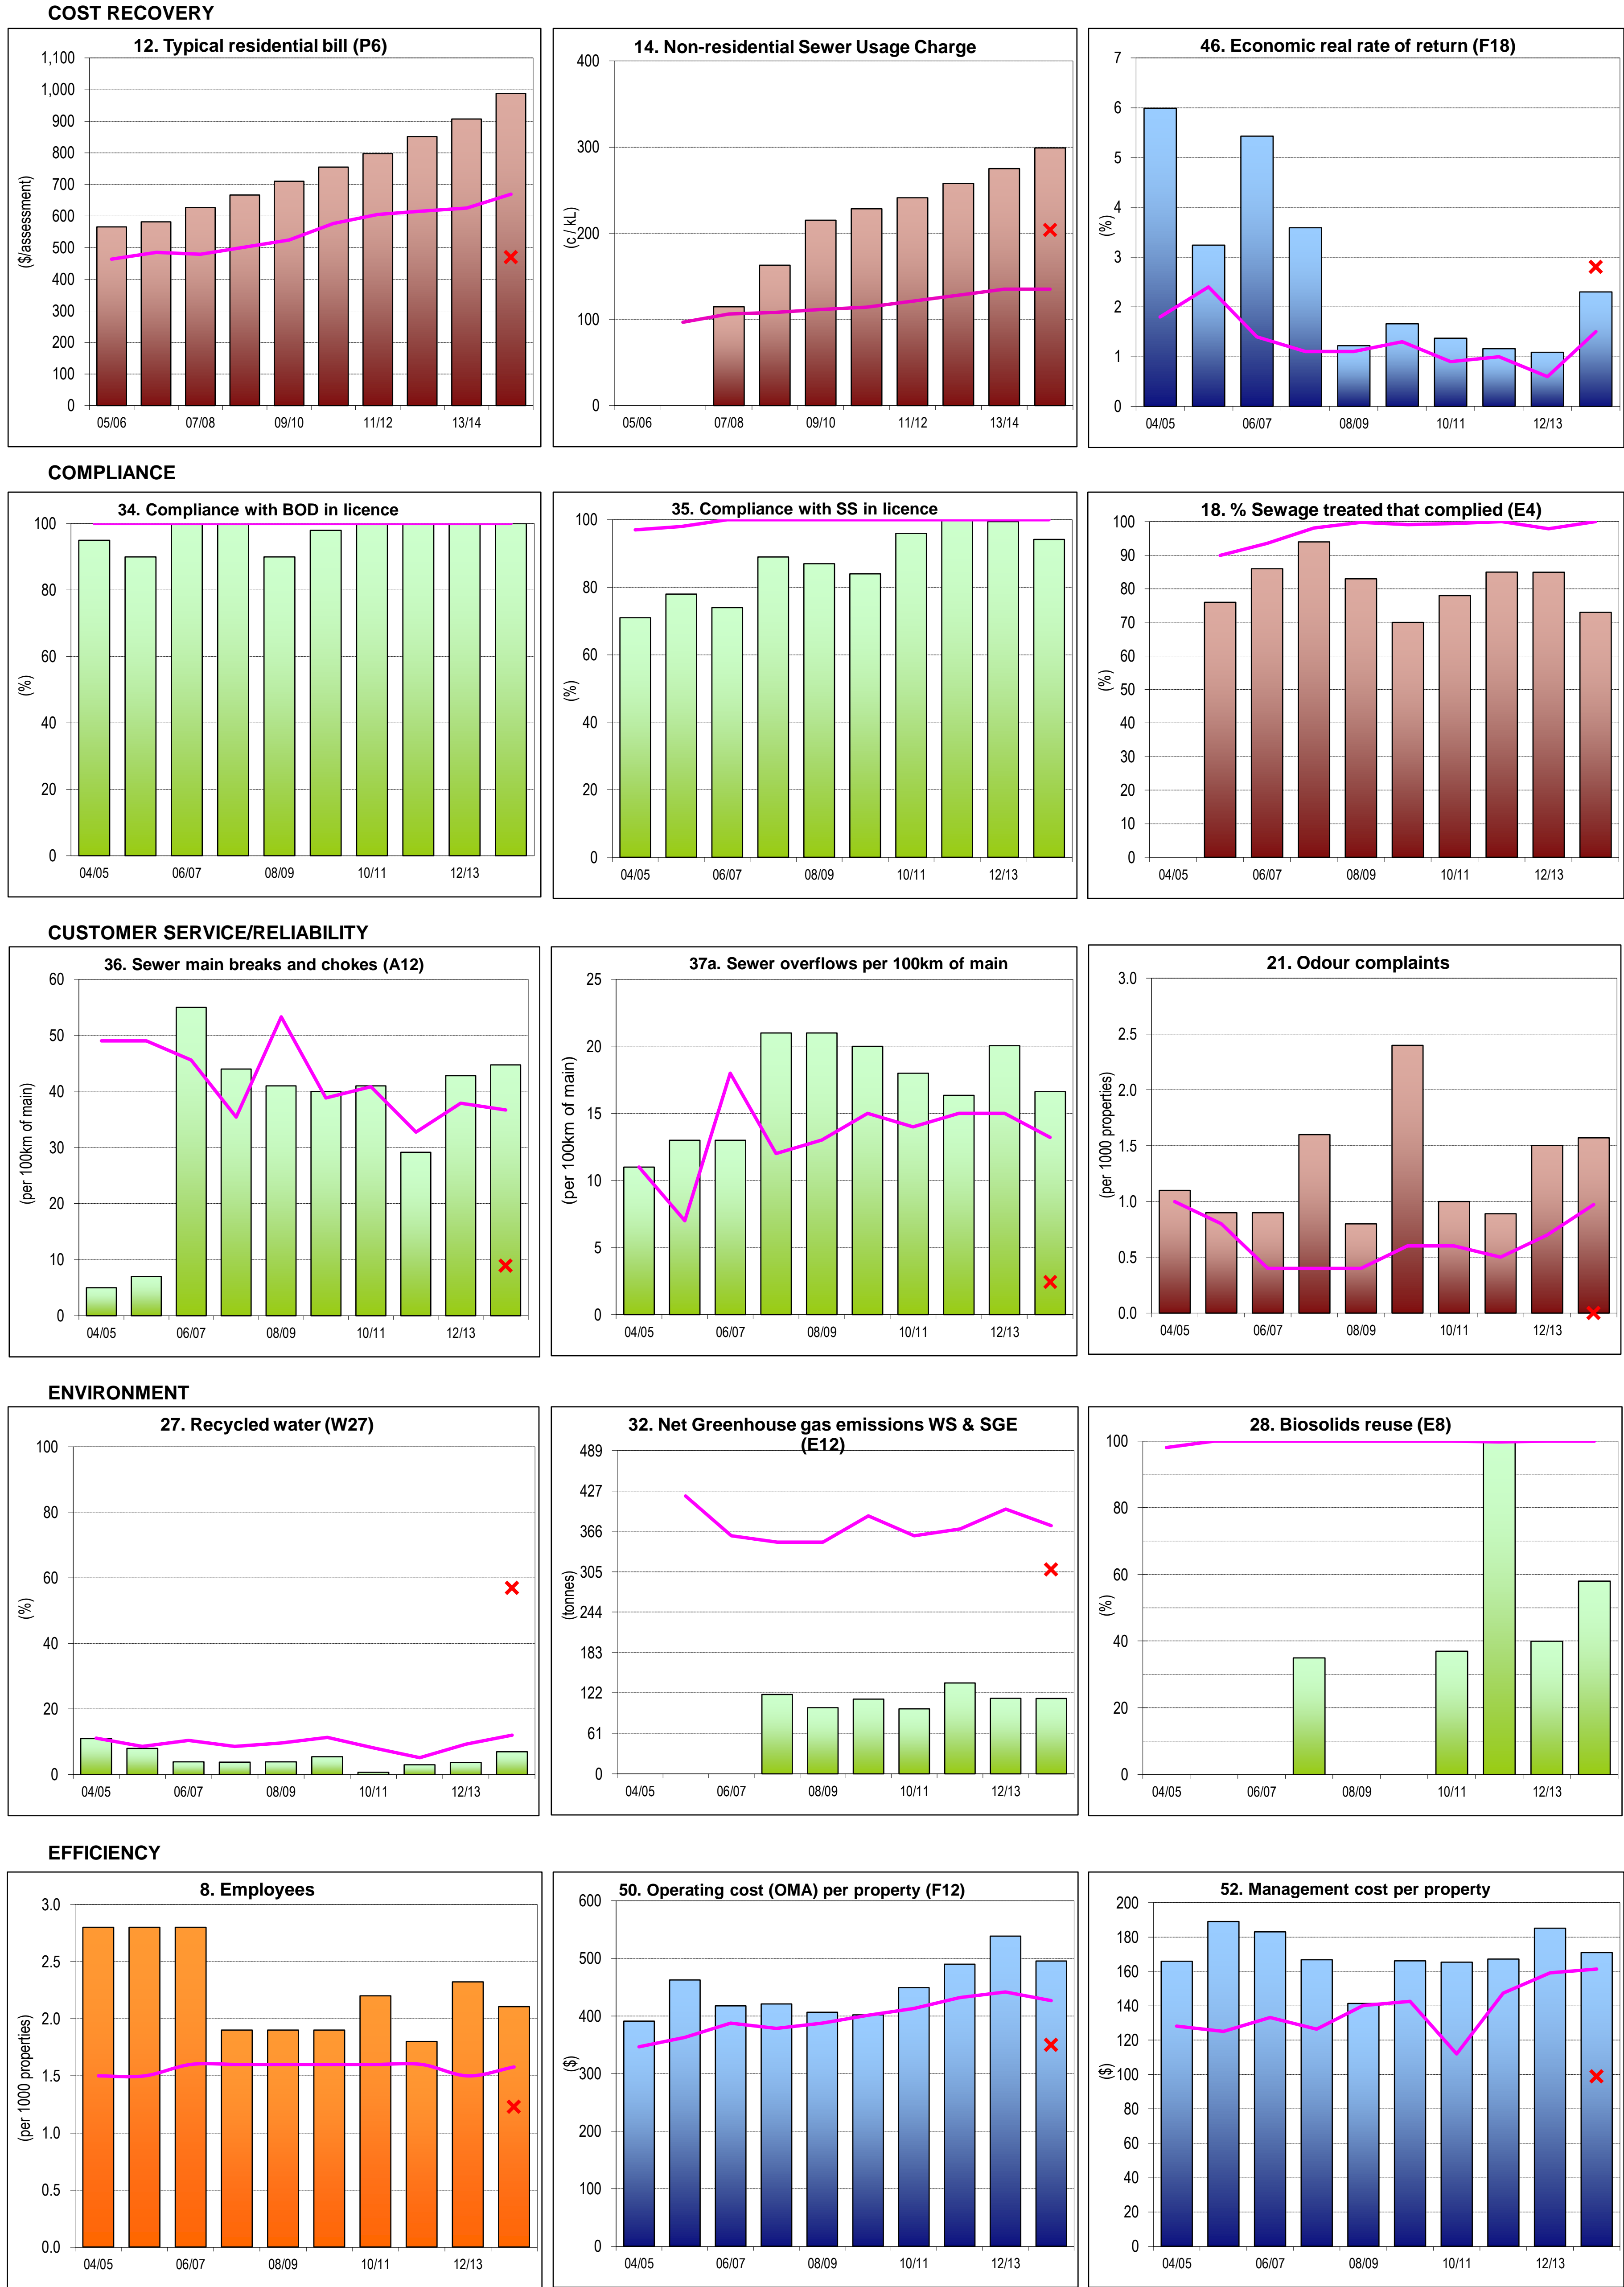 COST RECOVERY
12. Typical residential bill (P6)
1,100
1,000
900
800
700
600
500
400
300
200
100
0
($/assessment)
05/06 07/08 09/10 11/12 13/14
14. Non-residential Sewer Usage Charge
400
300
200
100
0
(c / kL)
05/06 07/08 09/10 11/12 13/14
46. Economic real rate of return (F18)
7
6
5
4
3
2
1
0
(%)
04/05 06/07 08/09 10/11 12/13
COMPLIANCE
34. Compliance with BOD in licence
100
80
60
40
20
0
(%)
04/05 06/07 08/09 10/11 12/13
35. Compliance with SS in licence
100
80
60
40
20
0
(%)
04/05 06/07 08/09 10/11 12/13
18. % Sewage treated that complied (E4)
100
90
80
70
60
50
40
30
20
10
0
(%)
04/05 06/07 08/09 10/11 12/13
CUSTOMER SERVICE/RELIABILITY
36. Sewer main breaks and chokes (A12)
60
50
40
30
20
10
0
(per 100km of main)
04/05 06/07 08/09 10/11 12/13
37a. Sewer overflows per 100km of main
25
20
15
10
5
0
(per 100km of main)
04/05 06/07 08/09 10/11 12/13
21. Odour complaints
3.0
2.5
2.0
1.5
1.0
0.5
0.0
(per 1000 properties)
04/05 06/07 08/09 10/11 12/13
ENVIRONMENT
27. Recycled water (W27)
100
80
60
40
20
0
(%)
04/05 06/07 08/09 10/11 12/13
32. Net Greenhouse gas emissions WS & SGE
(E12)
489
427
366
305
244
183
122
61
0
(tonnes)
04/05 06/07 08/09 10/11 12/13
28. Biosolids reuse (E8)
100
80
60
40
20
0
(%)
04/05 06/07 08/09 10/11 12/13
EFFICIENCY
8. Employees
3.0
2.5
2.0
1.5
1.0
0.5
0.0
(per 1000 properties)
04/05 06/07 08/09 10/11 12/13
50. Operating cost (OMA) per property (F12)
600
500
400
300
200
100
0
($)
04/05 06/07 08/09 10/11 12/13
52. Management cost per property
200
180
160
140
120
100
80
60
40
20
0
($)
04/05 06/07 08/09 10/11 12/13